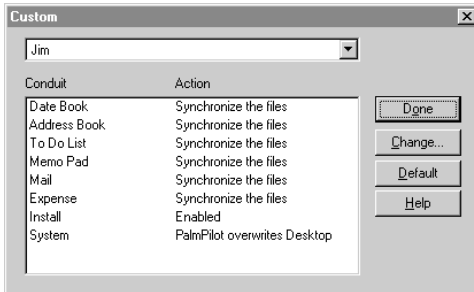 Custom
Jim
Conduit Action
Date Book Synchronize the files
Address Book Synchronize the files
To Do List Synchronize the files
Memo Pad Synchronize the files
Mail Synchronize the files
Expense Synchronize the files
Install Enabled
System PalmPilot overwrites Desktop
Done
Change...
Default
Help